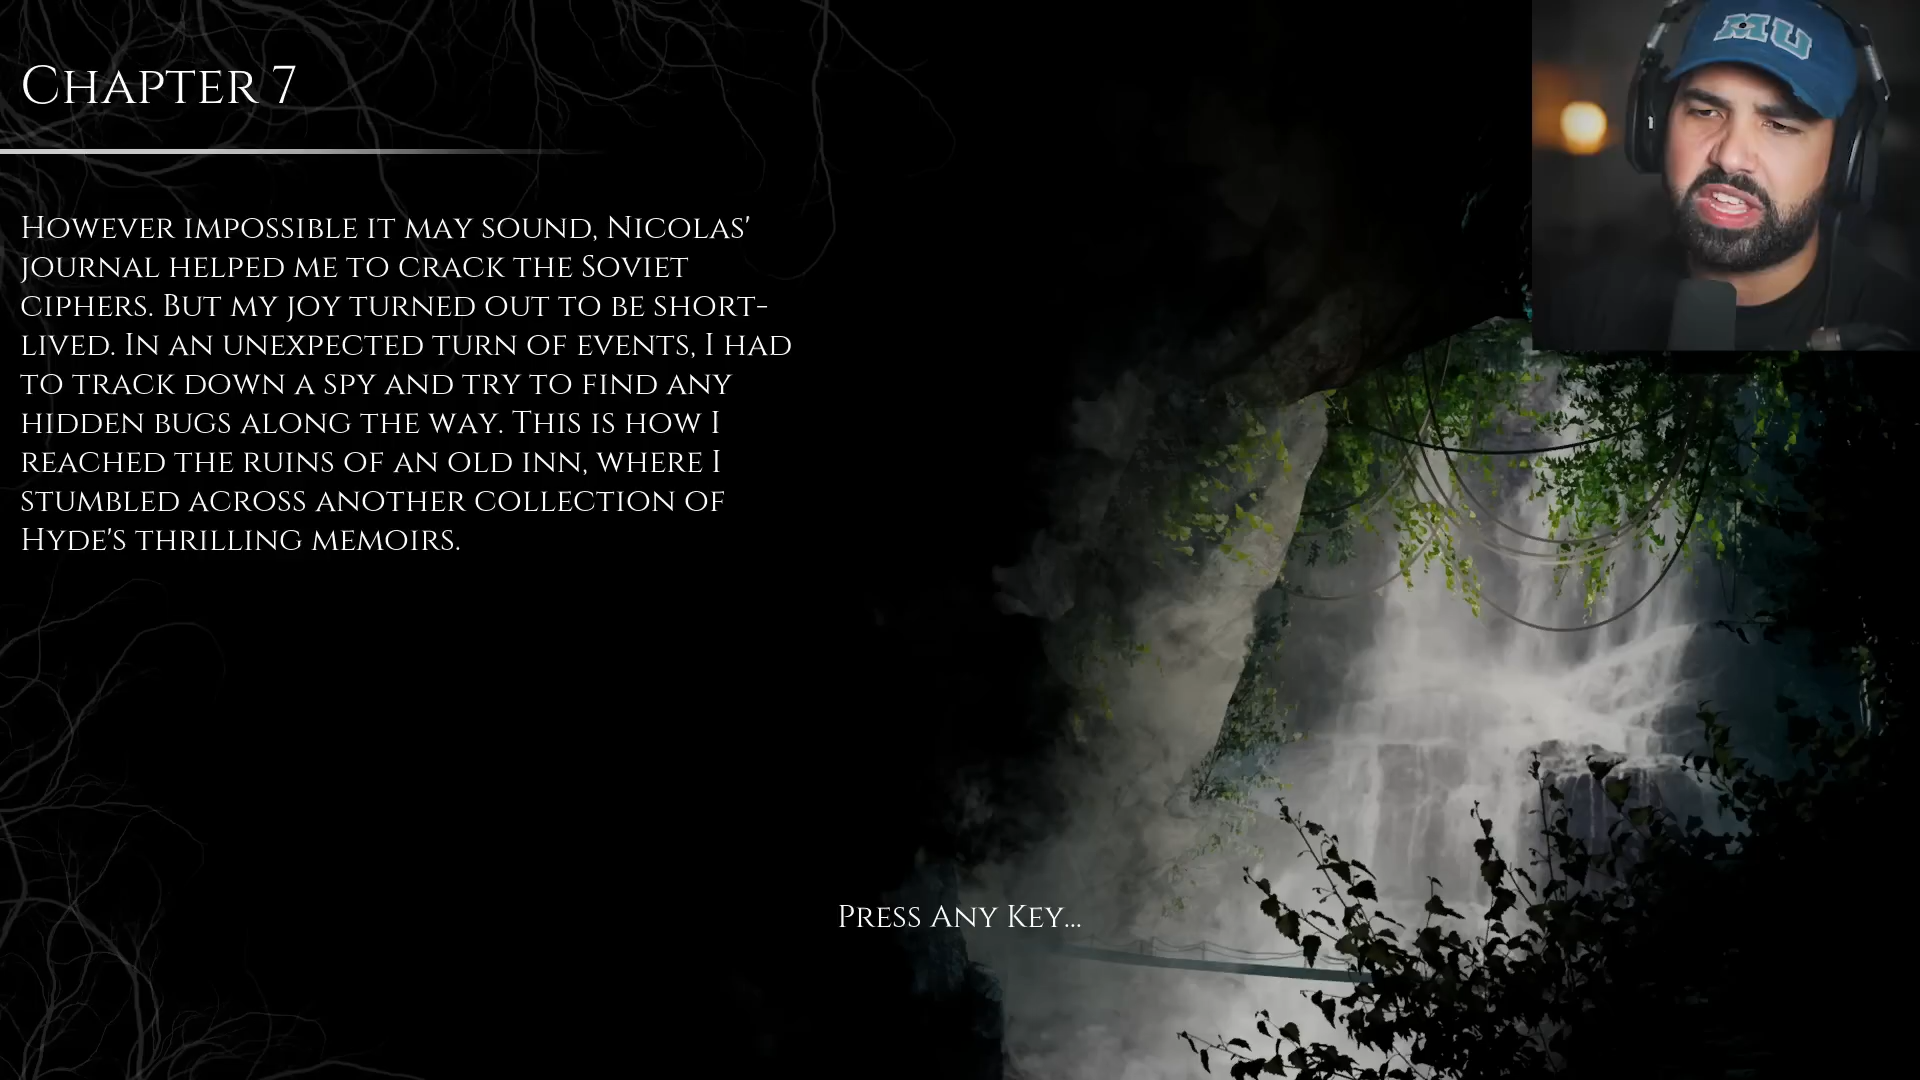 MU
Chapter 7
However impossible it may sound, Nicolas'
journal helped me to crack the Soviet
ciphers. But my joy turned out to be short-
lived. In an unexpected turn of events, I had
to track down a spy and try to find any
hidden bugs along the way. This is how I
reached the ruins of an old inn, where I
stumbled across another collection of
Hyde's thrilling memoirs.
Press Any Key...